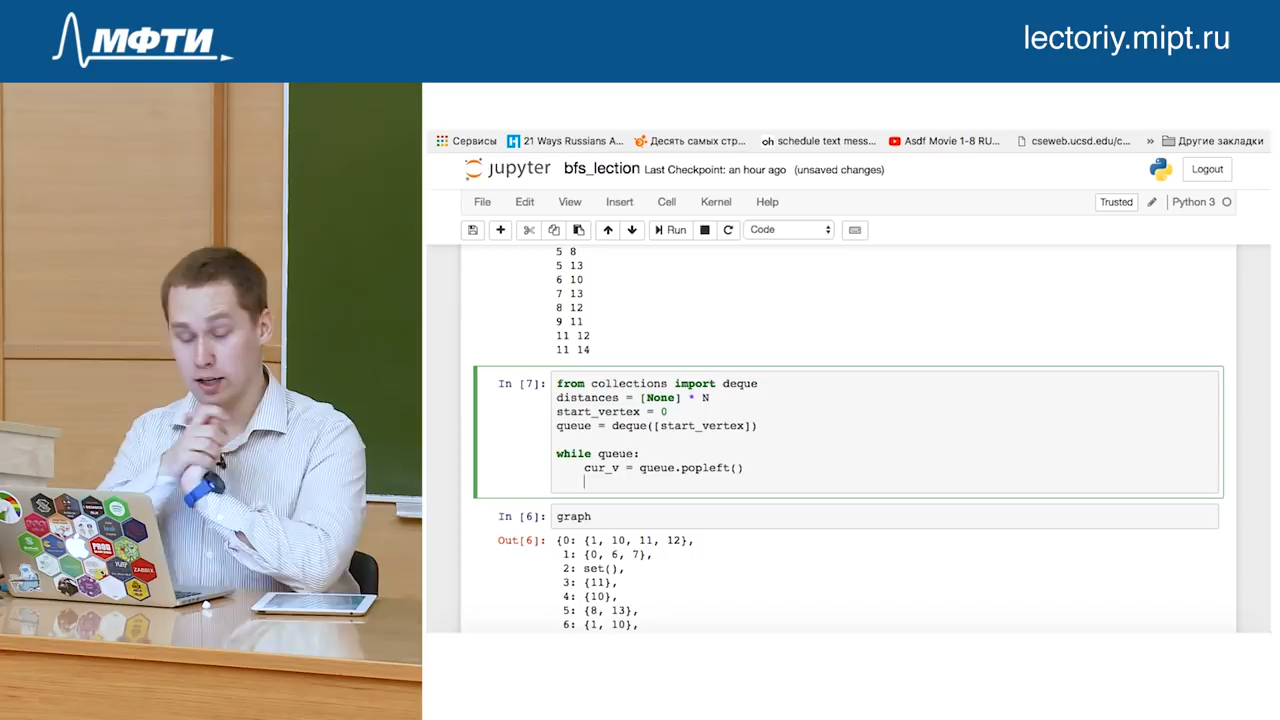 МФТИ
lectoriy.mipt.ru
Сервисы 21 Ways Russians A... Десять самых стр... oh schedule text mess... Asdf Movie 1-8 RU... cseweb.ucsd.edu/c... » Другие закладки
jupyter bfs_lection Last Checkpoint: an hour ago (unsaved changes) Logout
File Edit View Insert Cell Kernel Help Trusted Python 3
Run Code
5 8
5 13
6 10
7 13
8 12
9 11
11 12
11 14
In [7]: from collections import deque
distances = [None] * N
start_vertex = 0
queue = deque([start_vertex])
while queue:
cur_v = queue.popleft()
In [6]: graph
Out[6]: {0: {1, 10, 11, 12},
1: {0, 6, 7},
2: set(),
3: {11},
4: {10},
5: {8, 13},
6: {1, 10},
ZABBIX